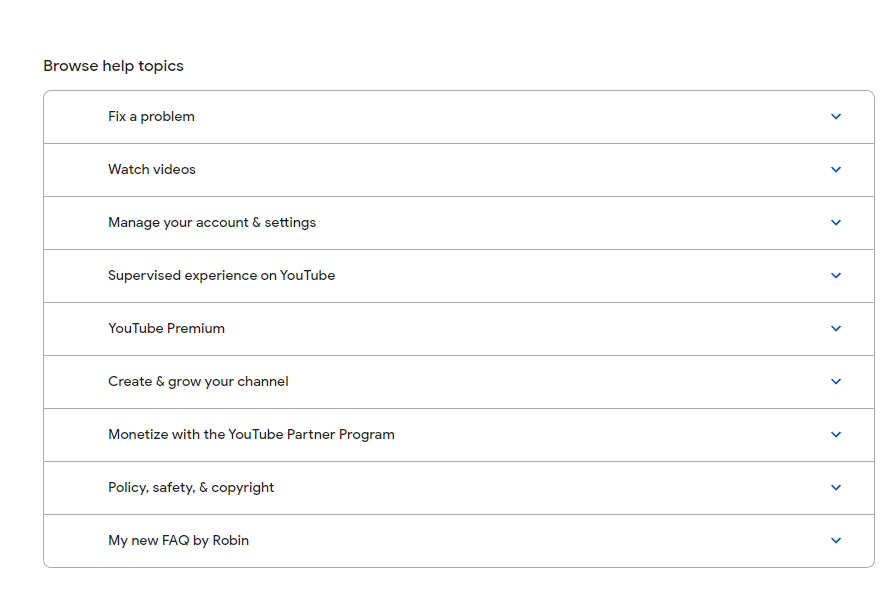 Browse help topics
Fix a problem
Watch videos
Manage your account & settings
Supervised experience on YouTube
YouTube Premium
Create & grow your channel
Monetize with the YouTube Partner Program
Policy, safety, & copyright
My new FAQ by Robin